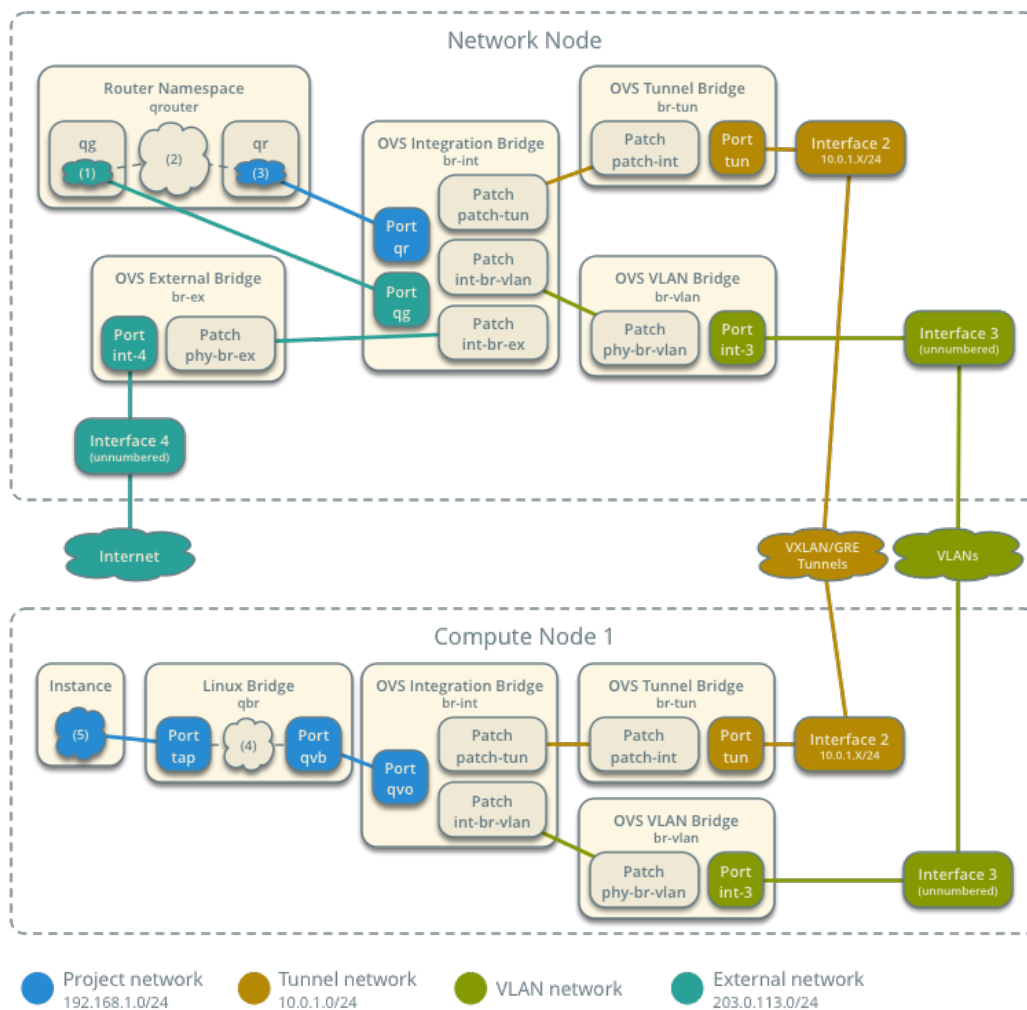 Network Node
Router Namespace
qrouter
qg
(1)
(2)
qr
(3)
OVS Integration Bridge
br-int
Patch
patch-tun
Port
qr
Patch
int-br-vlan
Port
qg
Patch
int-br-ex
OVS Tunnel Bridge
br-tun
Patch
patch-int
Port
tun
Interface 2
10.0.1.X/24
OVS External Bridge
br-ex
Port
int-4
Patch
phy-br-ex
OVS VLAN Bridge
br-vlan
Patch
phy-br-vlan
Port
int-3
Interface 3
(unnumbered)
Interface 4
(unnumbered)
Internet
VXLAN/GRE
Tunnels
VLANs
Compute Node 1
Instance
(5)
Linux Bridge
qbr
Port
tap
(4)
Port
qvb
OVS Integration Bridge
br-int
Port
qvo
Patch
patch-tun
Patch
int-br-vlan
OVS Tunnel Bridge
br-tun
Patch
patch-int
Port
tun
Interface 2
10.0.1.X/24
OVS VLAN Bridge
br-vlan
Patch
phy-br-vlan
Port
int-3
Interface 3
(unnumbered)
Project network
192.168.1.0/24
Tunnel network
10.0.1.0/24
VLAN network
External network
203.0.113.0/24